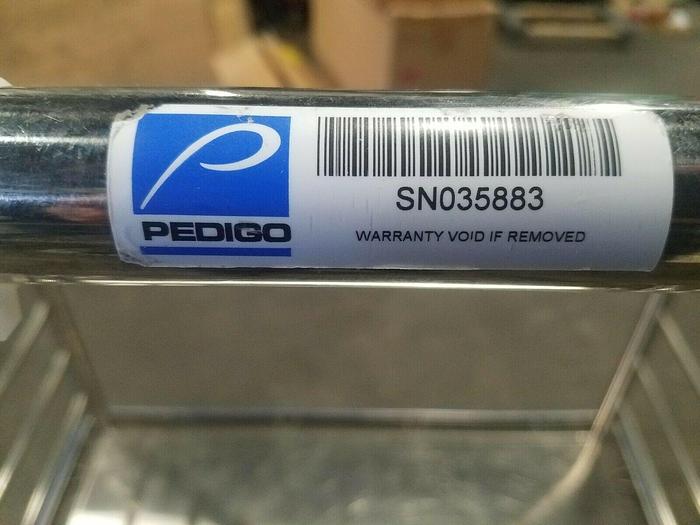 PEDIGO
SN035883
WARRANTY VOID IF REMOVED